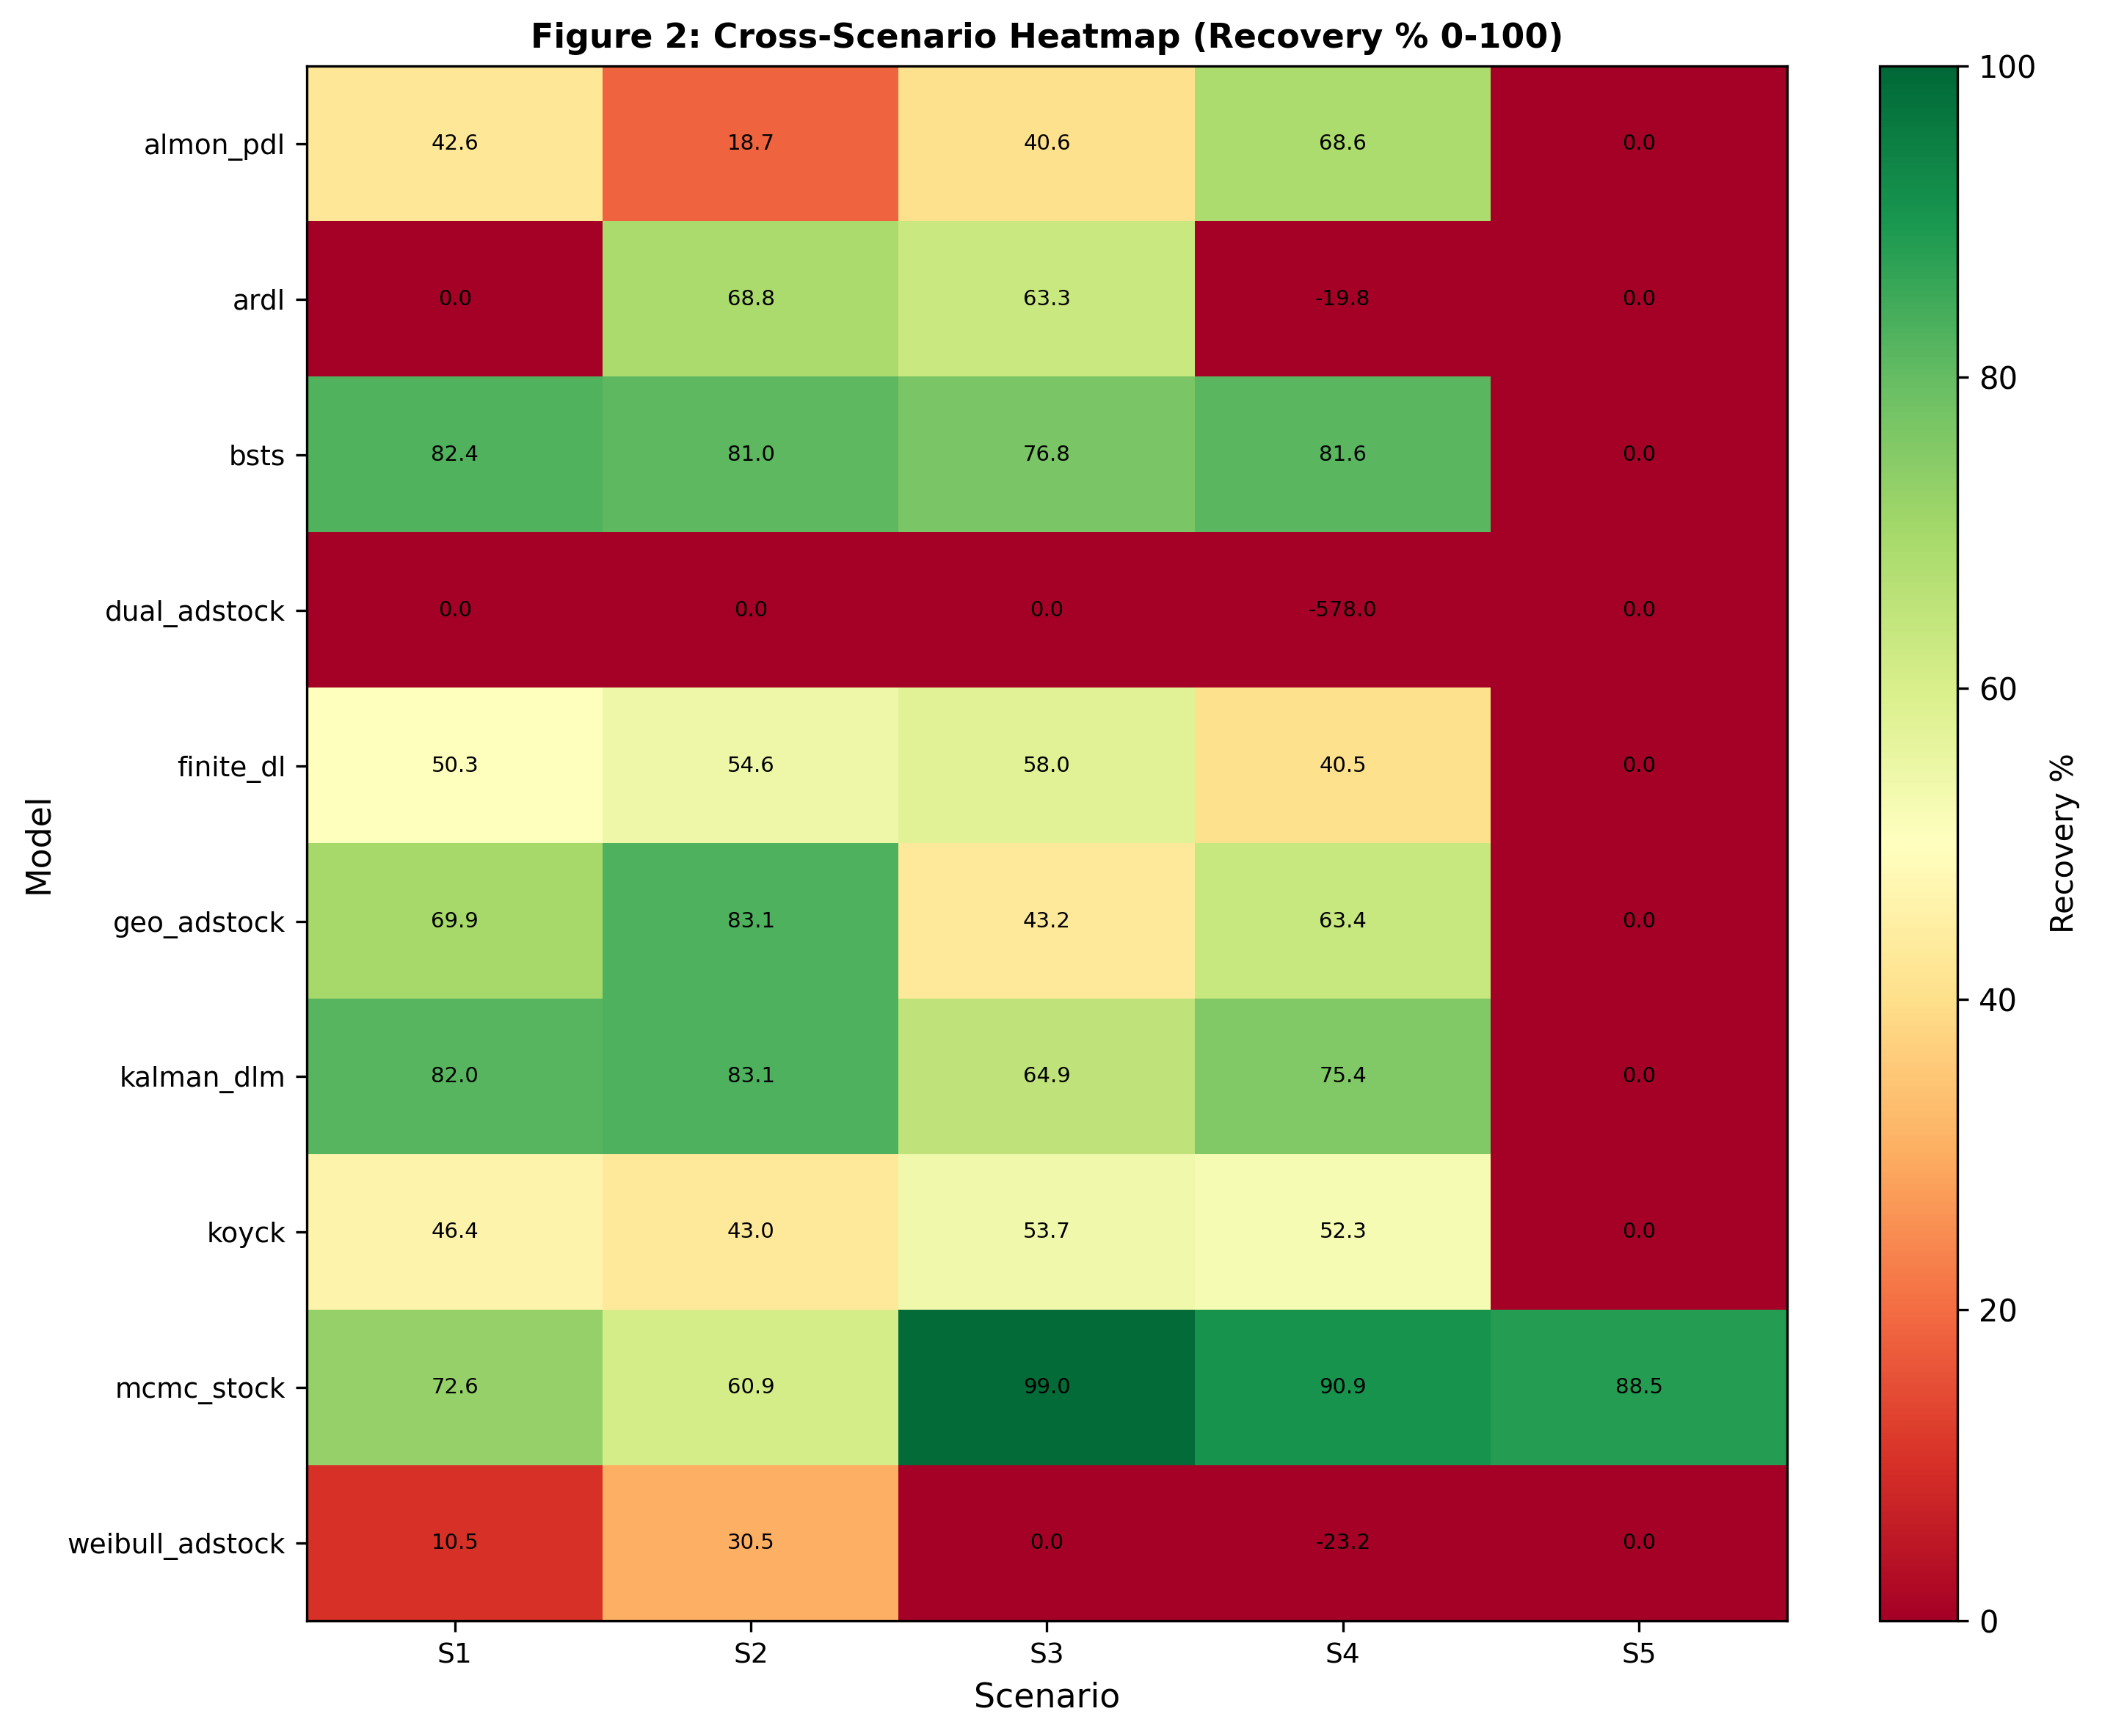 Figure 2: Cross-Scenario Heatmap (Recovery % 0-100)
almon_pdl 42.6 18.7 40.6 68.6 0.0
ardl 0.0 68.8 63.3 -19.8 0.0
bsts 82.4 81.0 76.8 81.6 0.0
dual_adstock 0.0 0.0 0.0 -578.0 0.0
finite_dl 50.3 54.6 58.0 40.5 0.0
geo_adstock 69.9 83.1 43.2 63.4 0.0
kalman_dlm 82.0 83.1 64.9 75.4 0.0
koyck 46.4 43.0 53.7 52.3 0.0
mcmc_stock 72.6 60.9 99.0 90.9 88.5
weibull_adstock 10.5 30.5 0.0 -23.2 0.0
S1 S2 S3 S4 S5
Scenario
Model
100
80
60
40
20
0
Recovery %